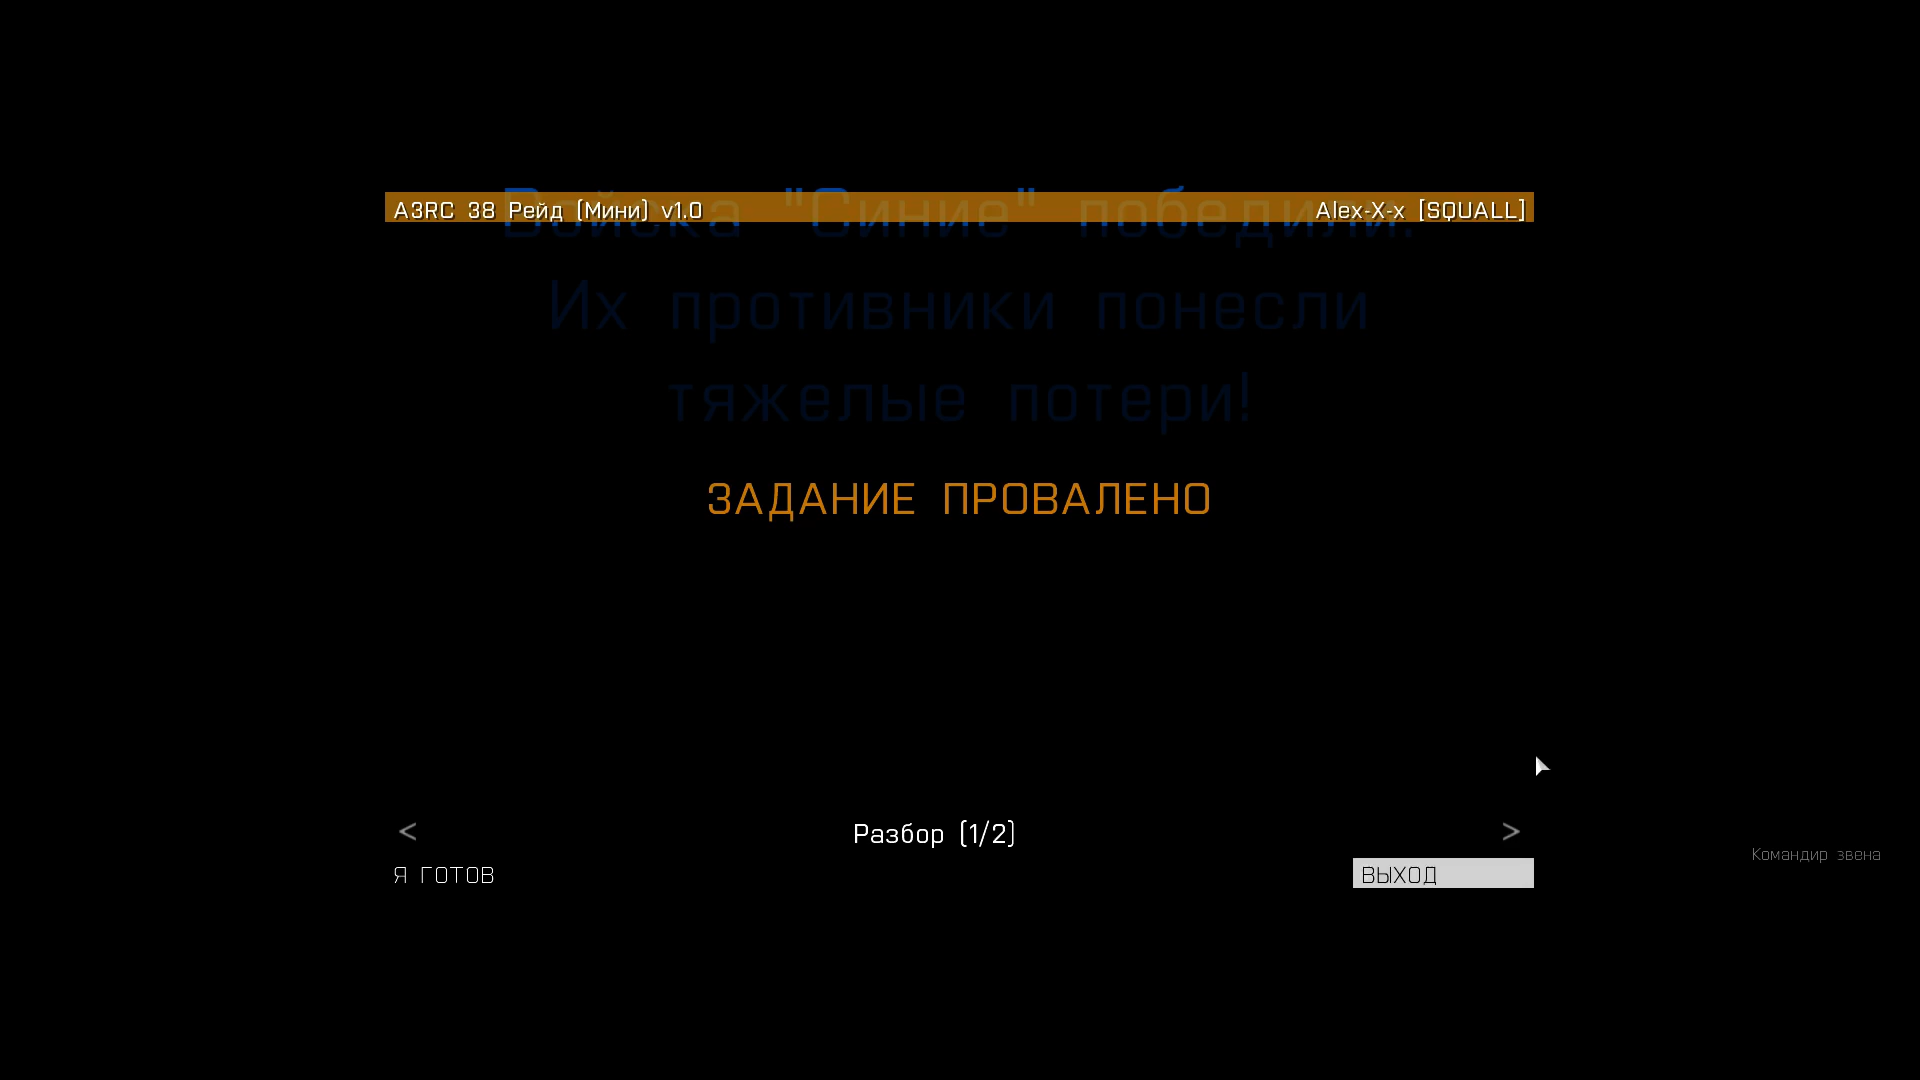 A3RC 38 Рейд (Мини) v1.0
Alex-X-x [SQUALL]
Войска "Синие" победили.
Их противники понесли
тяжелые потери!
ЗАДАНИЕ ПРОВАЛЕНО
< Разбор (1/2) >
Командир звена
Я ГОТОВ
ВЫХОД